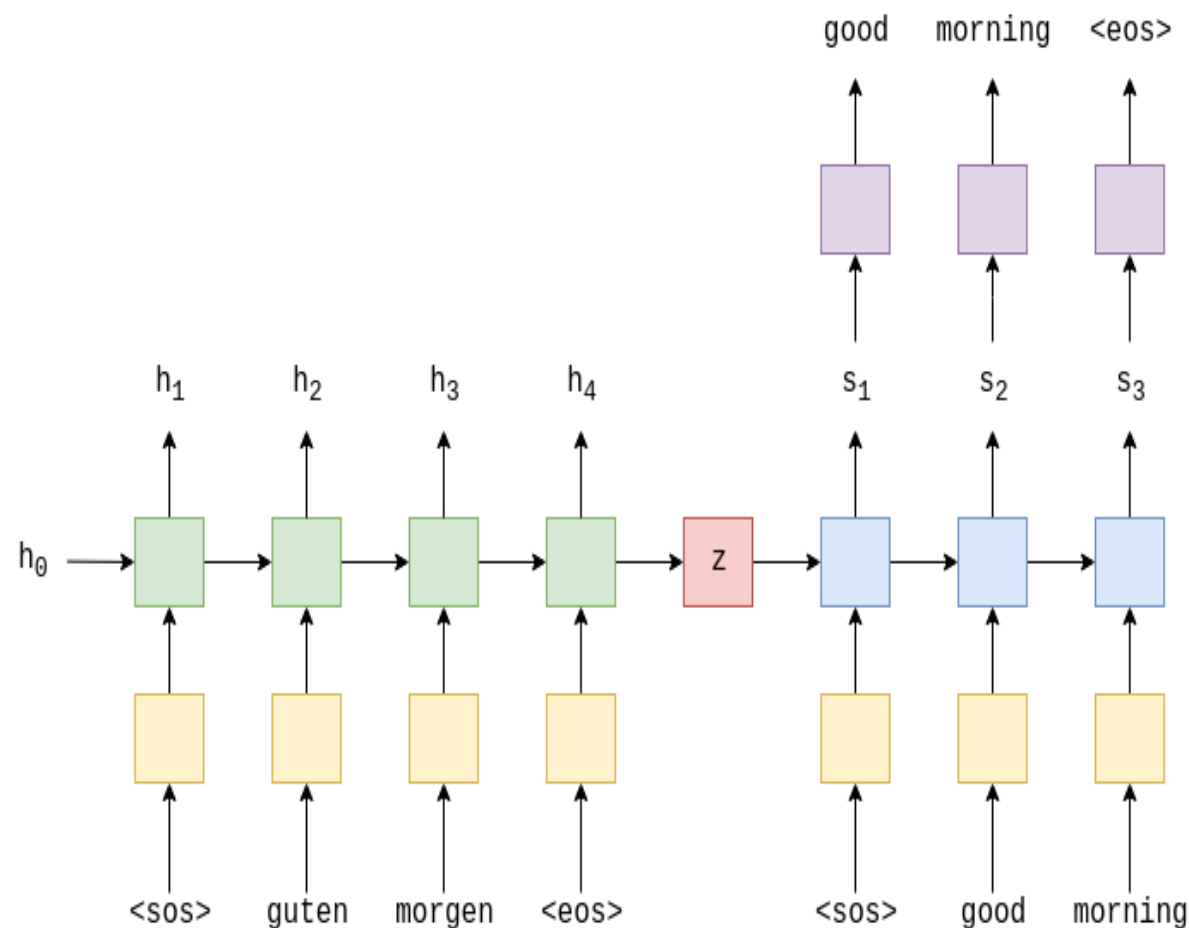 good morning <eos>
h₁ h₂ h₃ h₄ s₁ s₂ s₃
h₀ z
<sos> guten morgen <eos> <sos> good morning